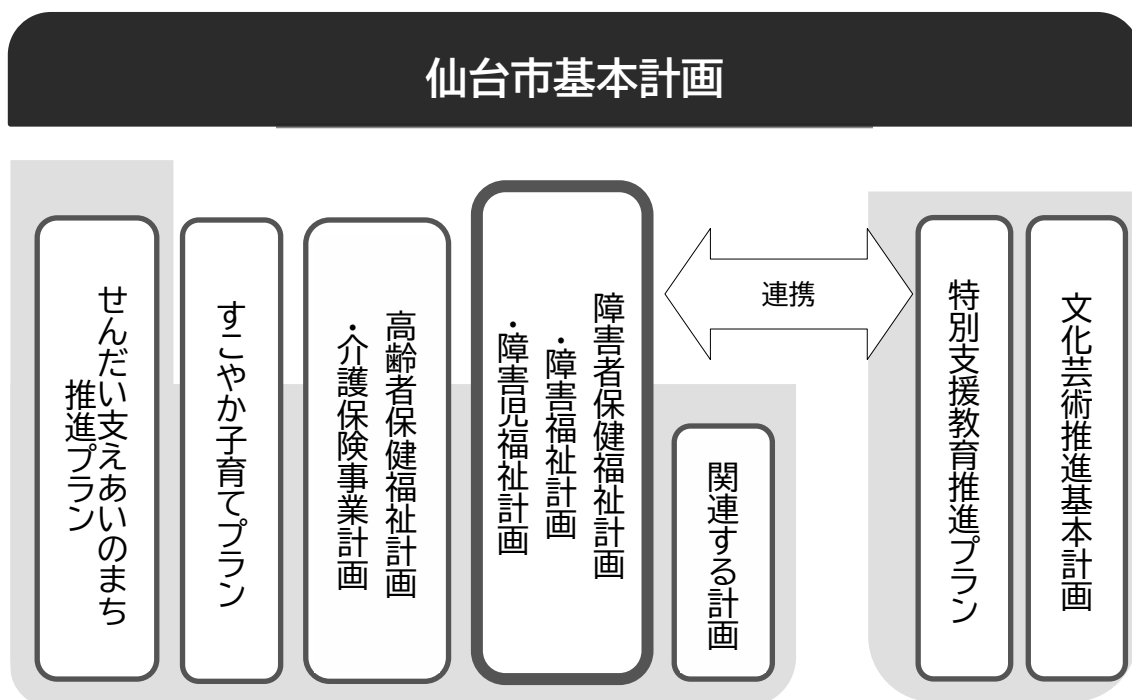 仙台市基本計画
せんだい支えあいのまち
推進プラン
すこやか子育てプラン
高齢者保健福祉計画
・介護保険事業計画
障害者保健福祉計画
・障害福祉計画
・障害児福祉計画
関連する計画
連携
特別支援教育推進プラン
文化芸術推進基本計画